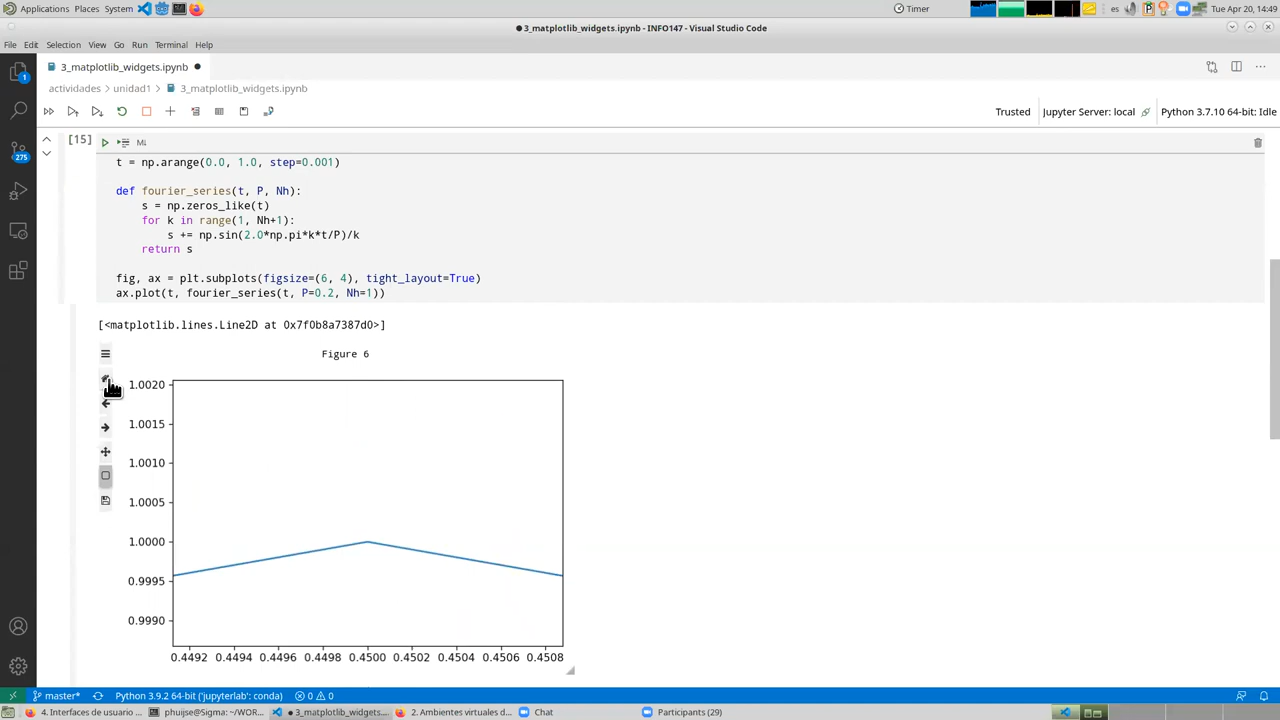 Applications Places System
Timer
es
Tue Apr 20, 14:49
● 3_matplotlib_widgets.ipynb - INFO147 - Visual Studio Code
File Edit Selection View Go Run Terminal Help
1
3_matplotlib_widgets.ipynb ●
actividades > unidad1 > 3_matplotlib_widgets.ipynb
Trusted
Jupyter Server: local
Python 3.7.10 64-bit: Idle
[15]
M↓
275
t = np.arange(0.0, 1.0, step=0.001)
def fourier_series(t, P, Nh):
s = np.zeros_like(t)
for k in range(1, Nh+1):
s += np.sin(2.0*np.pi*k*t/P)/k
return s
fig, ax = plt.subplots(figsize=(6, 4), tight_layout=True)
ax.plot(t, fourier_series(t, P=0.2, Nh=1))
[<matplotlib.lines.Line2D at 0x7f0b8a7387d0>]
Figure 6
1.0020
1.0015
1.0010
1.0005
1.0000
0.9995
0.9990
0.4492 0.4494 0.4496 0.4498 0.4500 0.4502 0.4504 0.4506 0.4508
master*
Python 3.9.2 64-bit ('jupyterlab': conda)
0
0
4. Interfaces de usuario ...
phuijse@Sigma: ~/WOR...
● 3_matplotlib_widgets....
2. Ambientes virtuales d...
Chat
Participants (29)